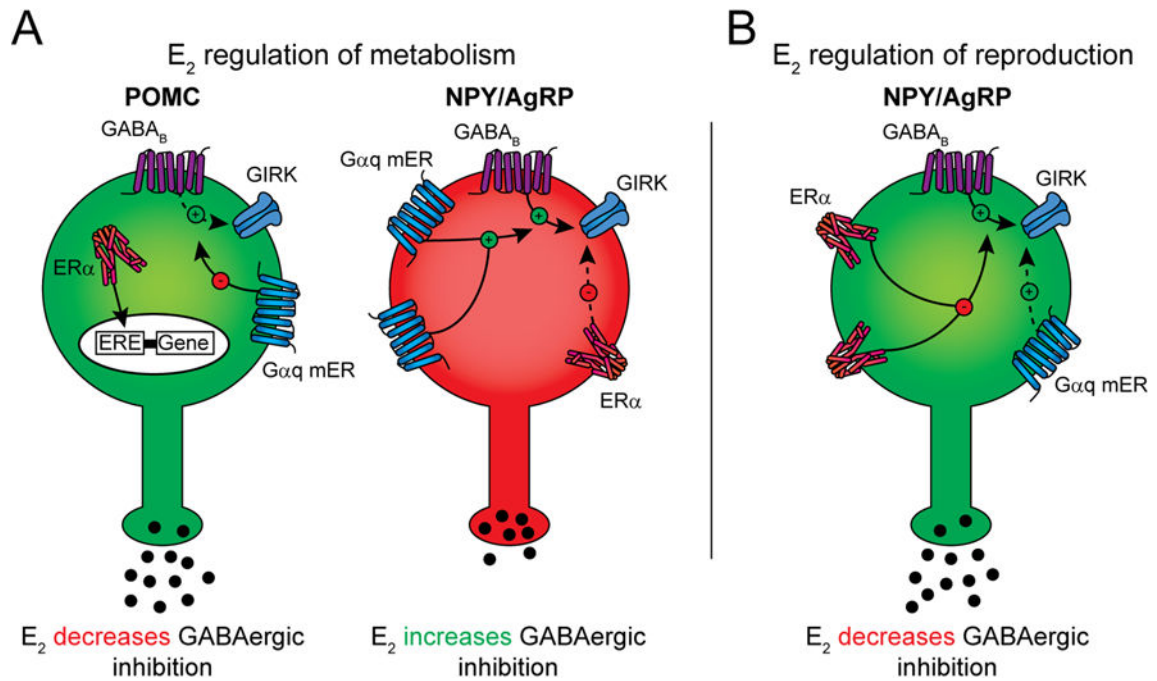 A
E2 regulation of metabolism
POMC
GABAB
GIRK
+
ERα
-
ERE
Gene
Gαq mER
E2 decreases GABAergic
inhibition
NPY/AgRP
Gαq mER
GABAB
GIRK
+
+
-
ERα
E2 increases GABAergic
inhibition
B
E2 regulation of reproduction
NPY/AgRP
GABAB
GIRK
ERα
+
-
+
Gαq mER
E2 decreases GABAergic
inhibition